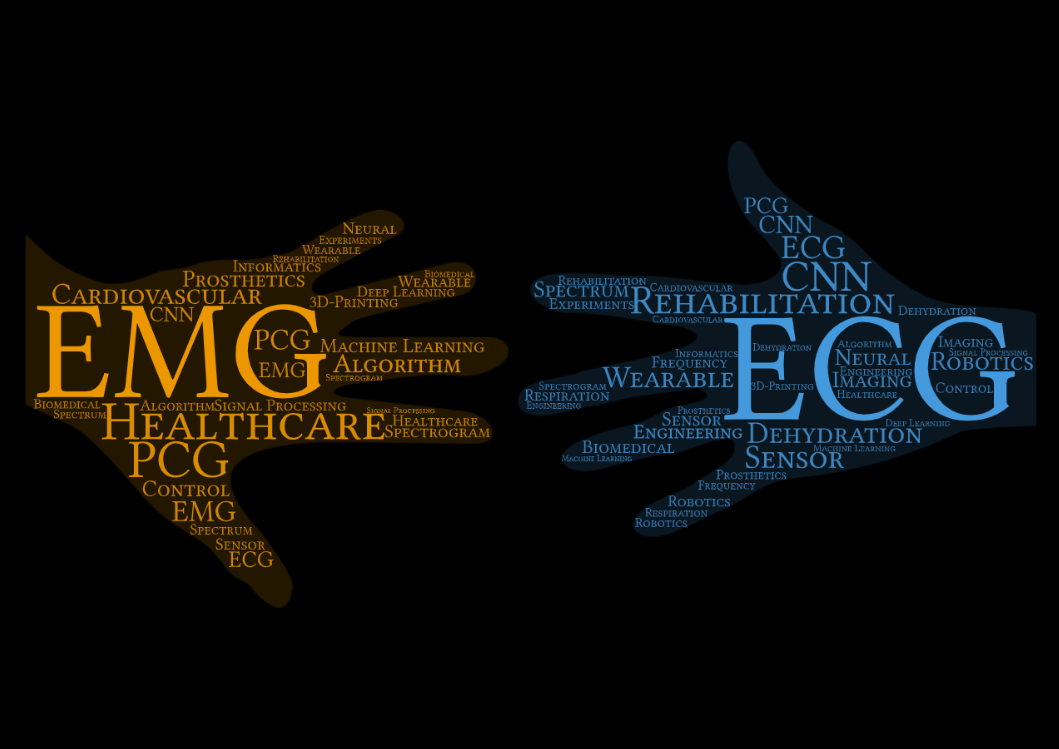 Neural
Experiments
Wearable
Rehabilitation
Informatics
Biomedical
Prosthetics
Wearable
Deep Learning
Cardiovascular
3D-Printing
CNN
EMG
PCG
Machine Learning
EMG
Algorithm
Spectrogram
Biomedical
Algorithm
Signal Processing
Signal Processing
Spectrum
Healthcare
Healthcare
Spectrogram
PCG
Control
EMG
Spectrum
Sensor
ECG
PCG
CNN
ECG
CNN
Rehabilitation
Spectrum
Cardiovascular
Rehabilitation
Experiments
Dehydration
Cardiovascular
ECG
Dehydration
Algorithm
Imaging
Informatics
Neural
Signal Processing
Frequency
Robotics
Engineering
Wearable
Imaging
Spectrogram
3D-Printing
Healthcare
Control
Respiration
Engineering
Prosthetics
Sensor
Deep Learning
Engineering
Dehydration
Biomedical
Machine Learning
Machine Learning
Sensor
Prosthetics
Frequency
Robotics
Respiration
Robotics